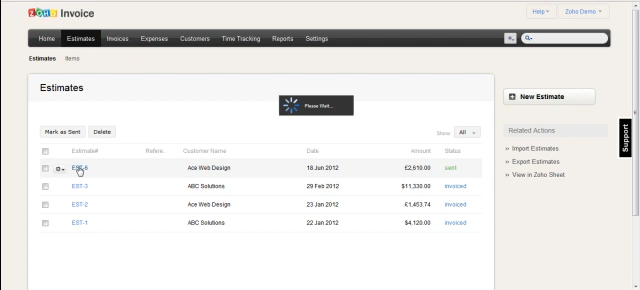 ZOHO Invoice
Help
Zoho Demo
Home Estimates Invoices Expenses Customers Time Tracking Reports Settings
Estimates Items
Estimates
Please Wait...
New Estimate
Mark as Sent Delete
Show All
Related Actions
Support
Estimate# Refere.. Customer Name Date Amount Status
» Import Estimates
» Export Estimates
» View in Zoho Sheet
EST-6 Ace Web Design 18 Jun 2012 £2,610.00 sent
EST-3 ABC Solutions 29 Feb 2012 $11,330.00 invoiced
EST-2 Ace Web Design 23 Jan 2012 £1,453.74 invoiced
EST-1 ABC Solutions 22 Jan 2012 $4,120.00 invoiced